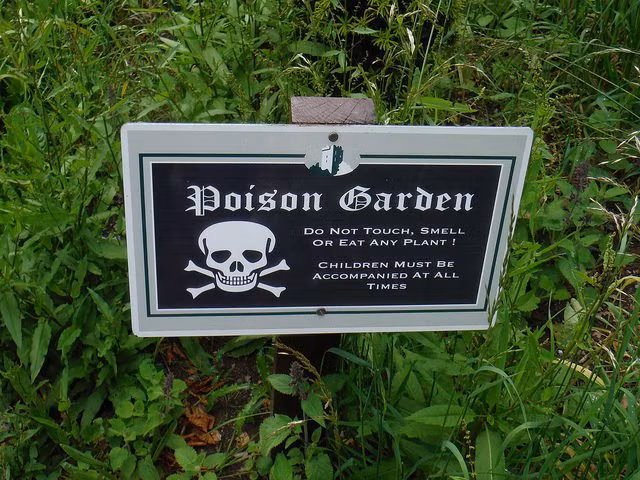 Poison Garden
Do Not Touch, Smell
Or Eat Any Plant !
Children Must Be
Accompanied At All
Times